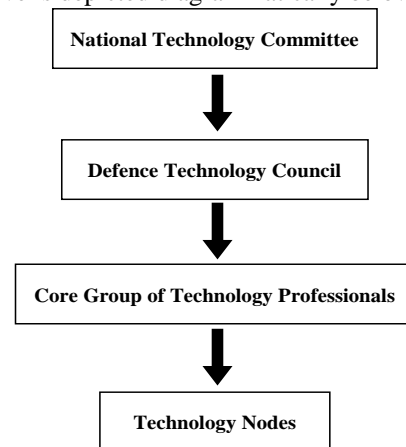 National Technology Committee
Defence Technology Council
Core Group of Technology Professionals
Technology Nodes